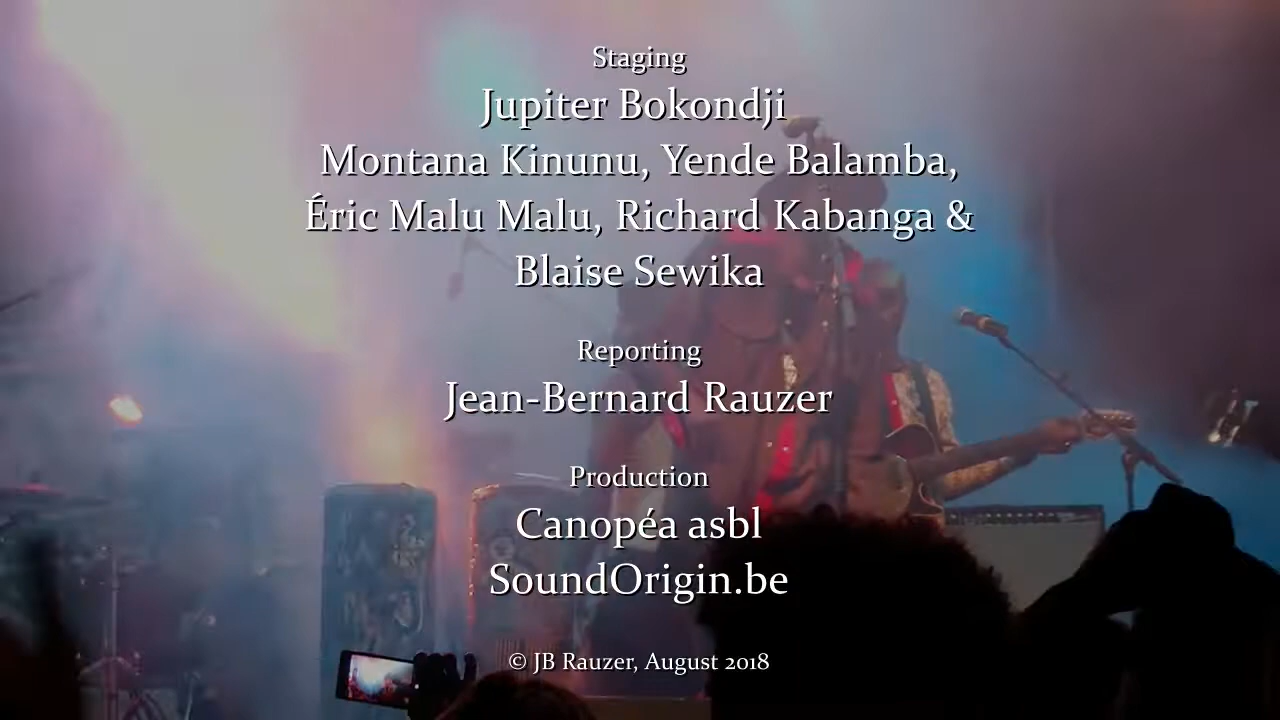 Staging
Jupiter Bokondji
Montana Kinunu, Yende Balamba,
Éric Malu Malu, Richard Kabanga &
Blaise Sewika
Reporting
Jean-Bernard Rauzer
Production
Canopéa asbl
SoundOrigin.be
© JB Rauzer, August 2018